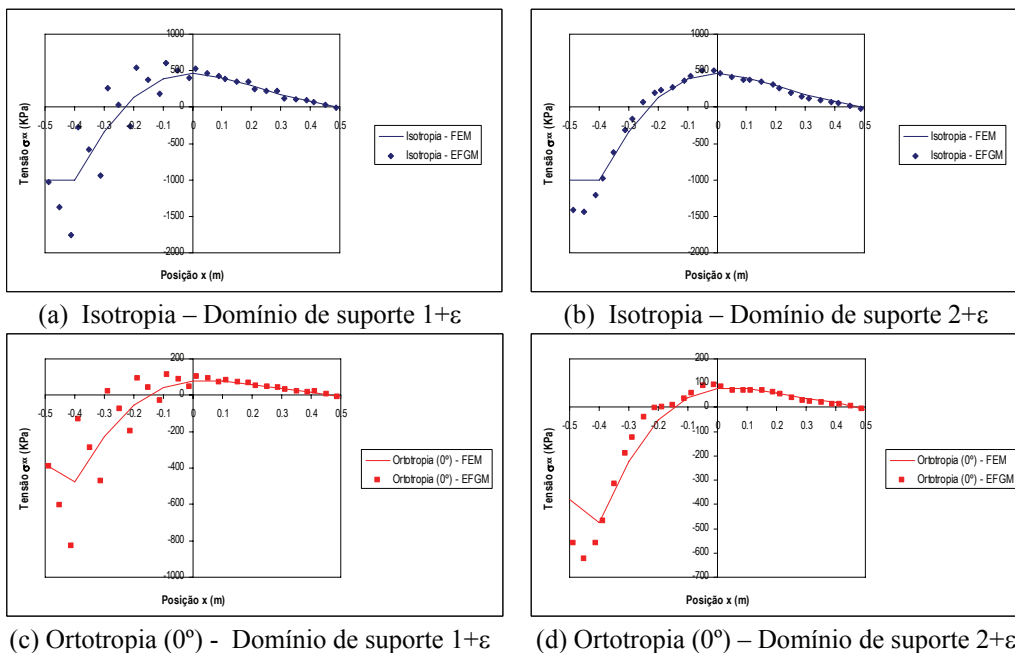 1000
500
0
-500
-1000
-1500
-2000
-0.5 -0.4 -0.3 -0.2 -0.1 0 0.1 0.2 0.3 0.4 0.5
Tensão σxx (KPa)
Posição x (m)
Isotropia - FEM
Isotropia - EFGM
1000
500
0
-500
-1000
-1500
-2000
-0.5 -0.4 -0.3 -0.2 -0.1 0 0.1 0.2 0.3 0.4 0.5
Tensão σxx (KPa)
Posição x (m)
Isotropia - FEM
Isotropia - EFGM
(a) Isotropia – Domínio de suporte 1+ε
(b) Isotropia – Domínio de suporte 2+ε
200
0
-200
-400
-600
-800
-1000
-0.5 -0.4 -0.3 -0.2 -0.1 0 0.1 0.2 0.3 0.4 0.5
Tensão σxx (KPa)
Posição x (m)
Ortotropia (0º) - FEM
Ortotropia (0º) - EFGM
200
100
0
-100
-200
-300
-400
-500
-600
-700
-0.5 -0.4 -0.3 -0.2 -0.1 0 0.1 0.2 0.3 0.4 0.5
Tensão σxx (KPa)
Posição x (m)
Ortotropia (0º) - FEM
Ortotropia (0º) - EFGM
(c) Ortotropia (0º) - Domínio de suporte 1+ε
(d) Ortotropia (0º) – Domínio de suporte 2+ε